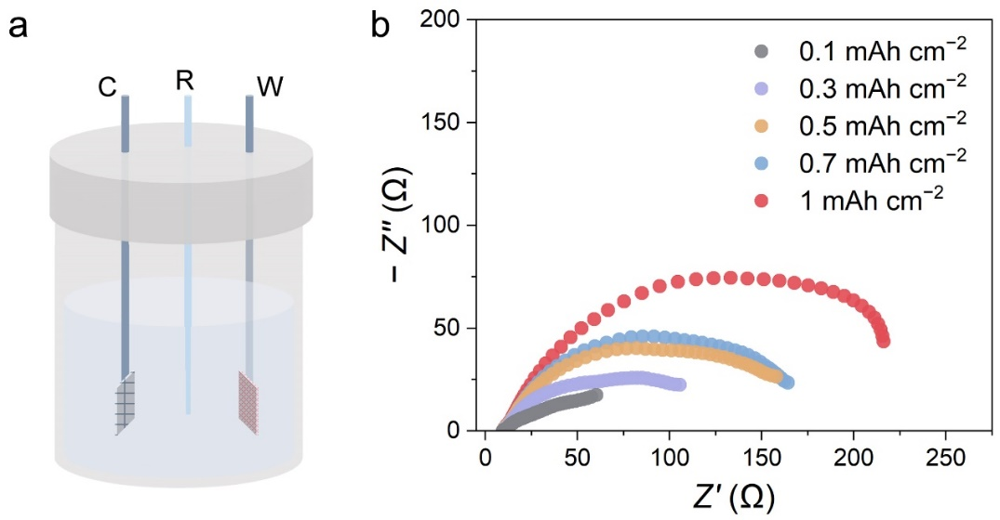 a
C R W
b
200
150
100
50
0
− Z″ (Ω)
0.1 mAh cm⁻²
0.3 mAh cm⁻²
0.5 mAh cm⁻²
0.7 mAh cm⁻²
1 mAh cm⁻²
0 50 100 150 200 250
Z′ (Ω)